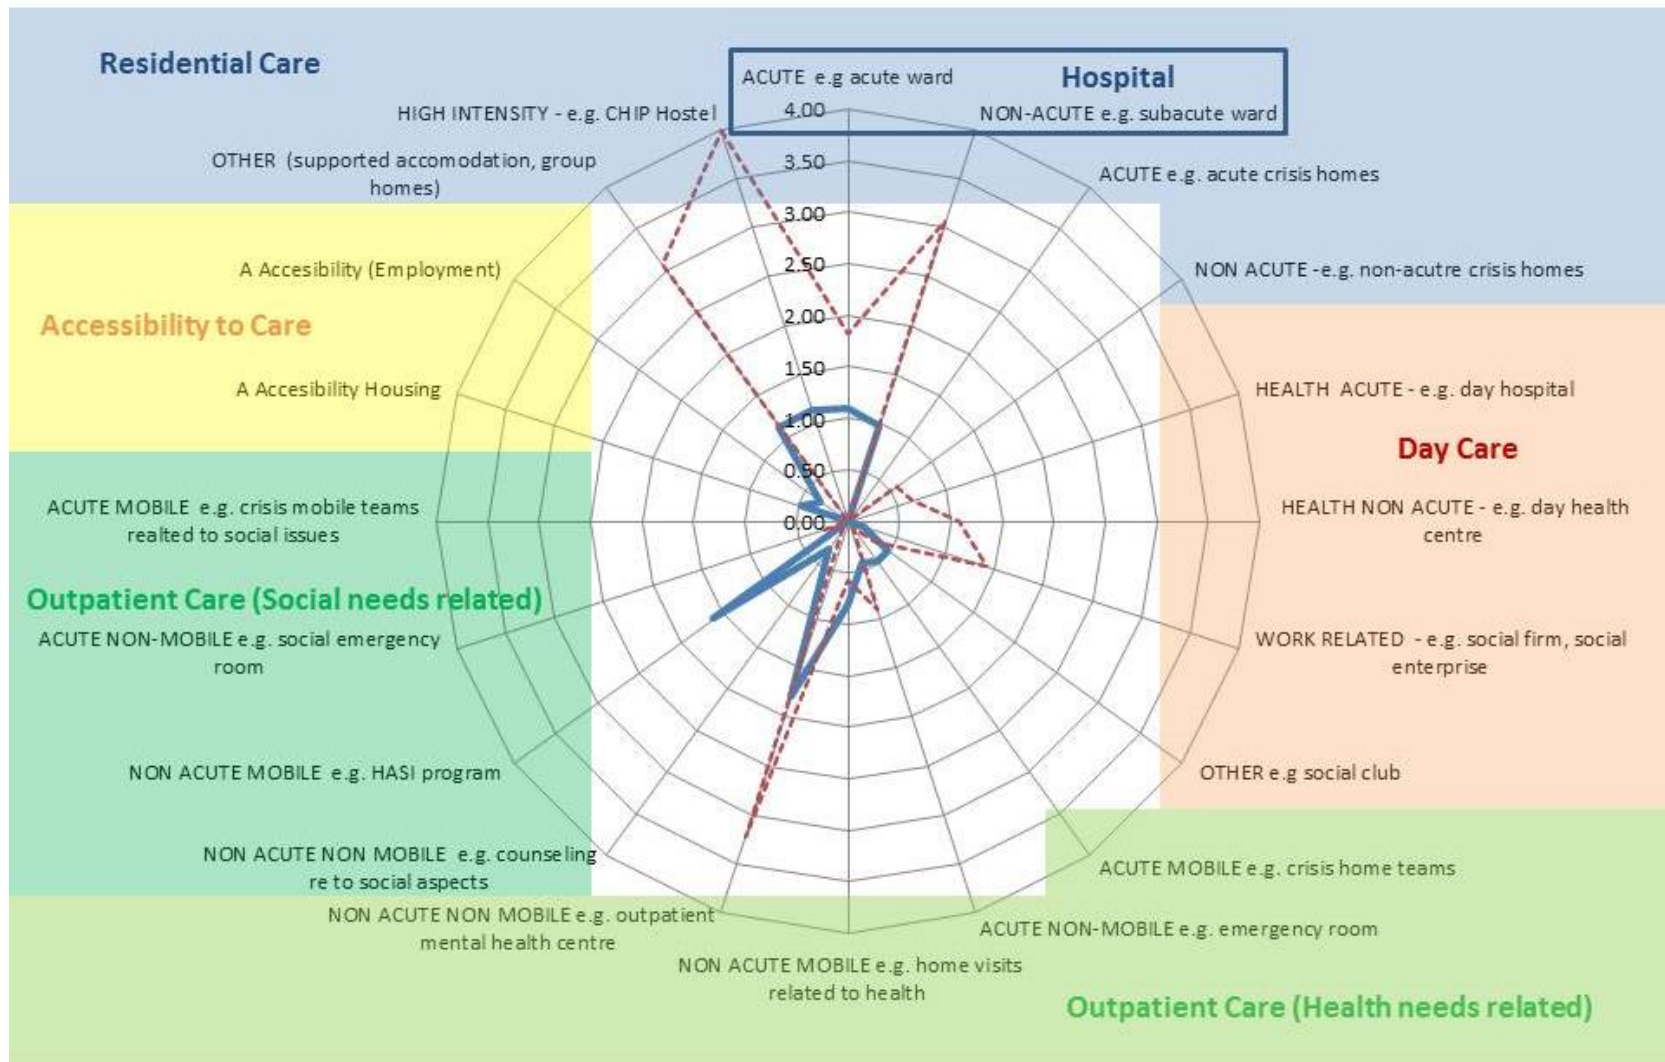 Residential Care
ACUTE e.g acute ward
Hospital
HIGH INTENSITY - e.g. CHIP Hostel
4.00
NON-ACUTE e.g. subacute ward
OTHER (supported accomodation, group
homes)
3.50
ACUTE e.g. acute crisis homes
3.00
A Accesibility (Employment)
2.50
NON ACUTE -e.g. non-acutre crisis homes
Accessibility to Care
2.00
1.50
A Accesibility Housing
HEALTH ACUTE - e.g. day hospital
1.00
Day Care
0.50
ACUTE MOBILE e.g. crisis mobile teams
realted to social issues
0.00
HEALTH NON ACUTE - e.g. day health
centre
Outpatient Care (Social needs related)
ACUTE NON-MOBILE e.g. social emergency
room
WORK RELATED - e.g. social firm, social
enterprise
NON ACUTE MOBILE e.g. HASI program
OTHER e.g social club
NON ACUTE NON MOBILE e.g. counseling
re to social aspects
ACUTE MOBILE e.g. crisis home teams
NON ACUTE NON MOBILE e.g. outpatient
mental health centre
ACUTE NON-MOBILE e.g. emergency room
NON ACUTE MOBILE e.g. home visits
related to health
Outpatient Care (Health needs related)